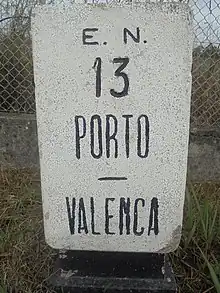 E. N.
13
PORTO
—
VALENCA